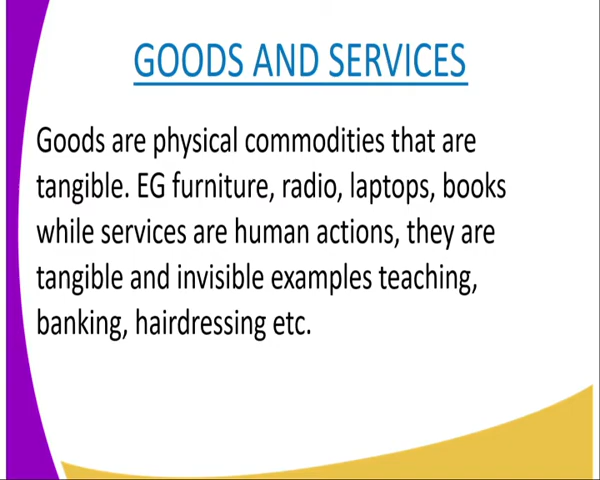 GOODS AND SERVICES
Goods are physical commodities that are
tangible. EG furniture, radio, laptops, books
while services are human actions, they are
tangible and invisible examples teaching,
banking, hairdressing etc.